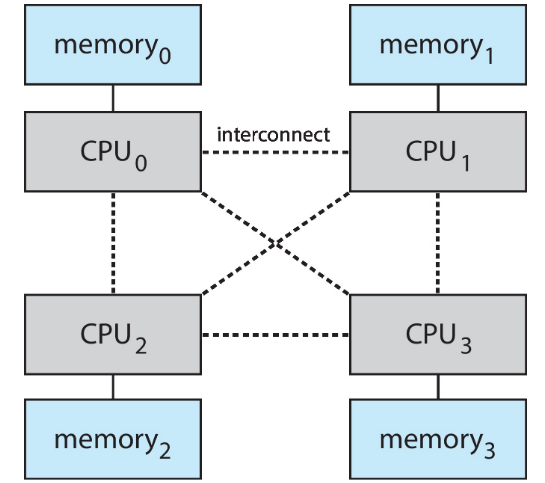 memory₀
memory₁
interconnect
CPU₀
CPU₁
CPU₂
CPU₃
memory₂
memory₃